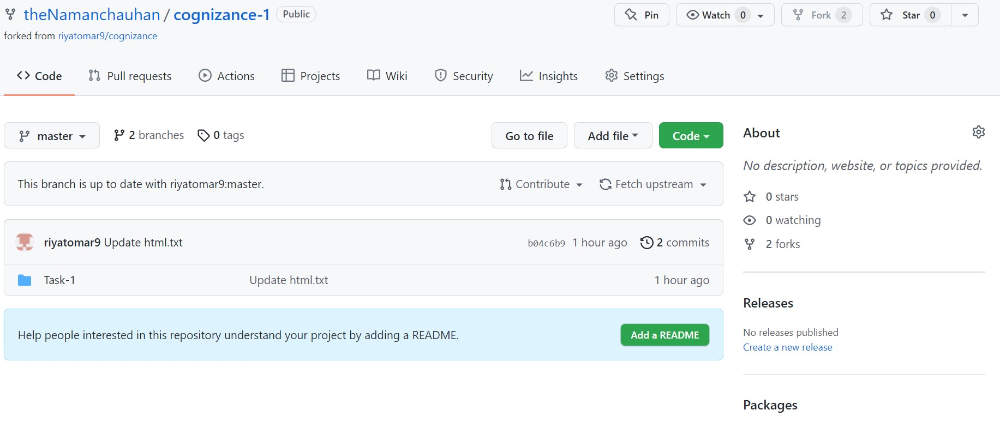 theNamanchauhan / cognizance-1 Public Pin Watch 0 Fork 2 Star 0
forked from riyatomar9/cognizance
Code Pull requests Actions Projects Wiki Security Insights Settings
master 2 branches 0 tags Go to file Add file Code
This branch is up to date with riyatomar9:master. Contribute Fetch upstream
riyatomar9 Update html.txt b04c6b9 1 hour ago 2 commits
Task-1 Update html.txt 1 hour ago
Help people interested in this repository understand your project by adding a README. Add a README
About
No description, website, or topics provided.
0 stars
0 watching
2 forks
Releases
No releases published
Create a new release
Packages